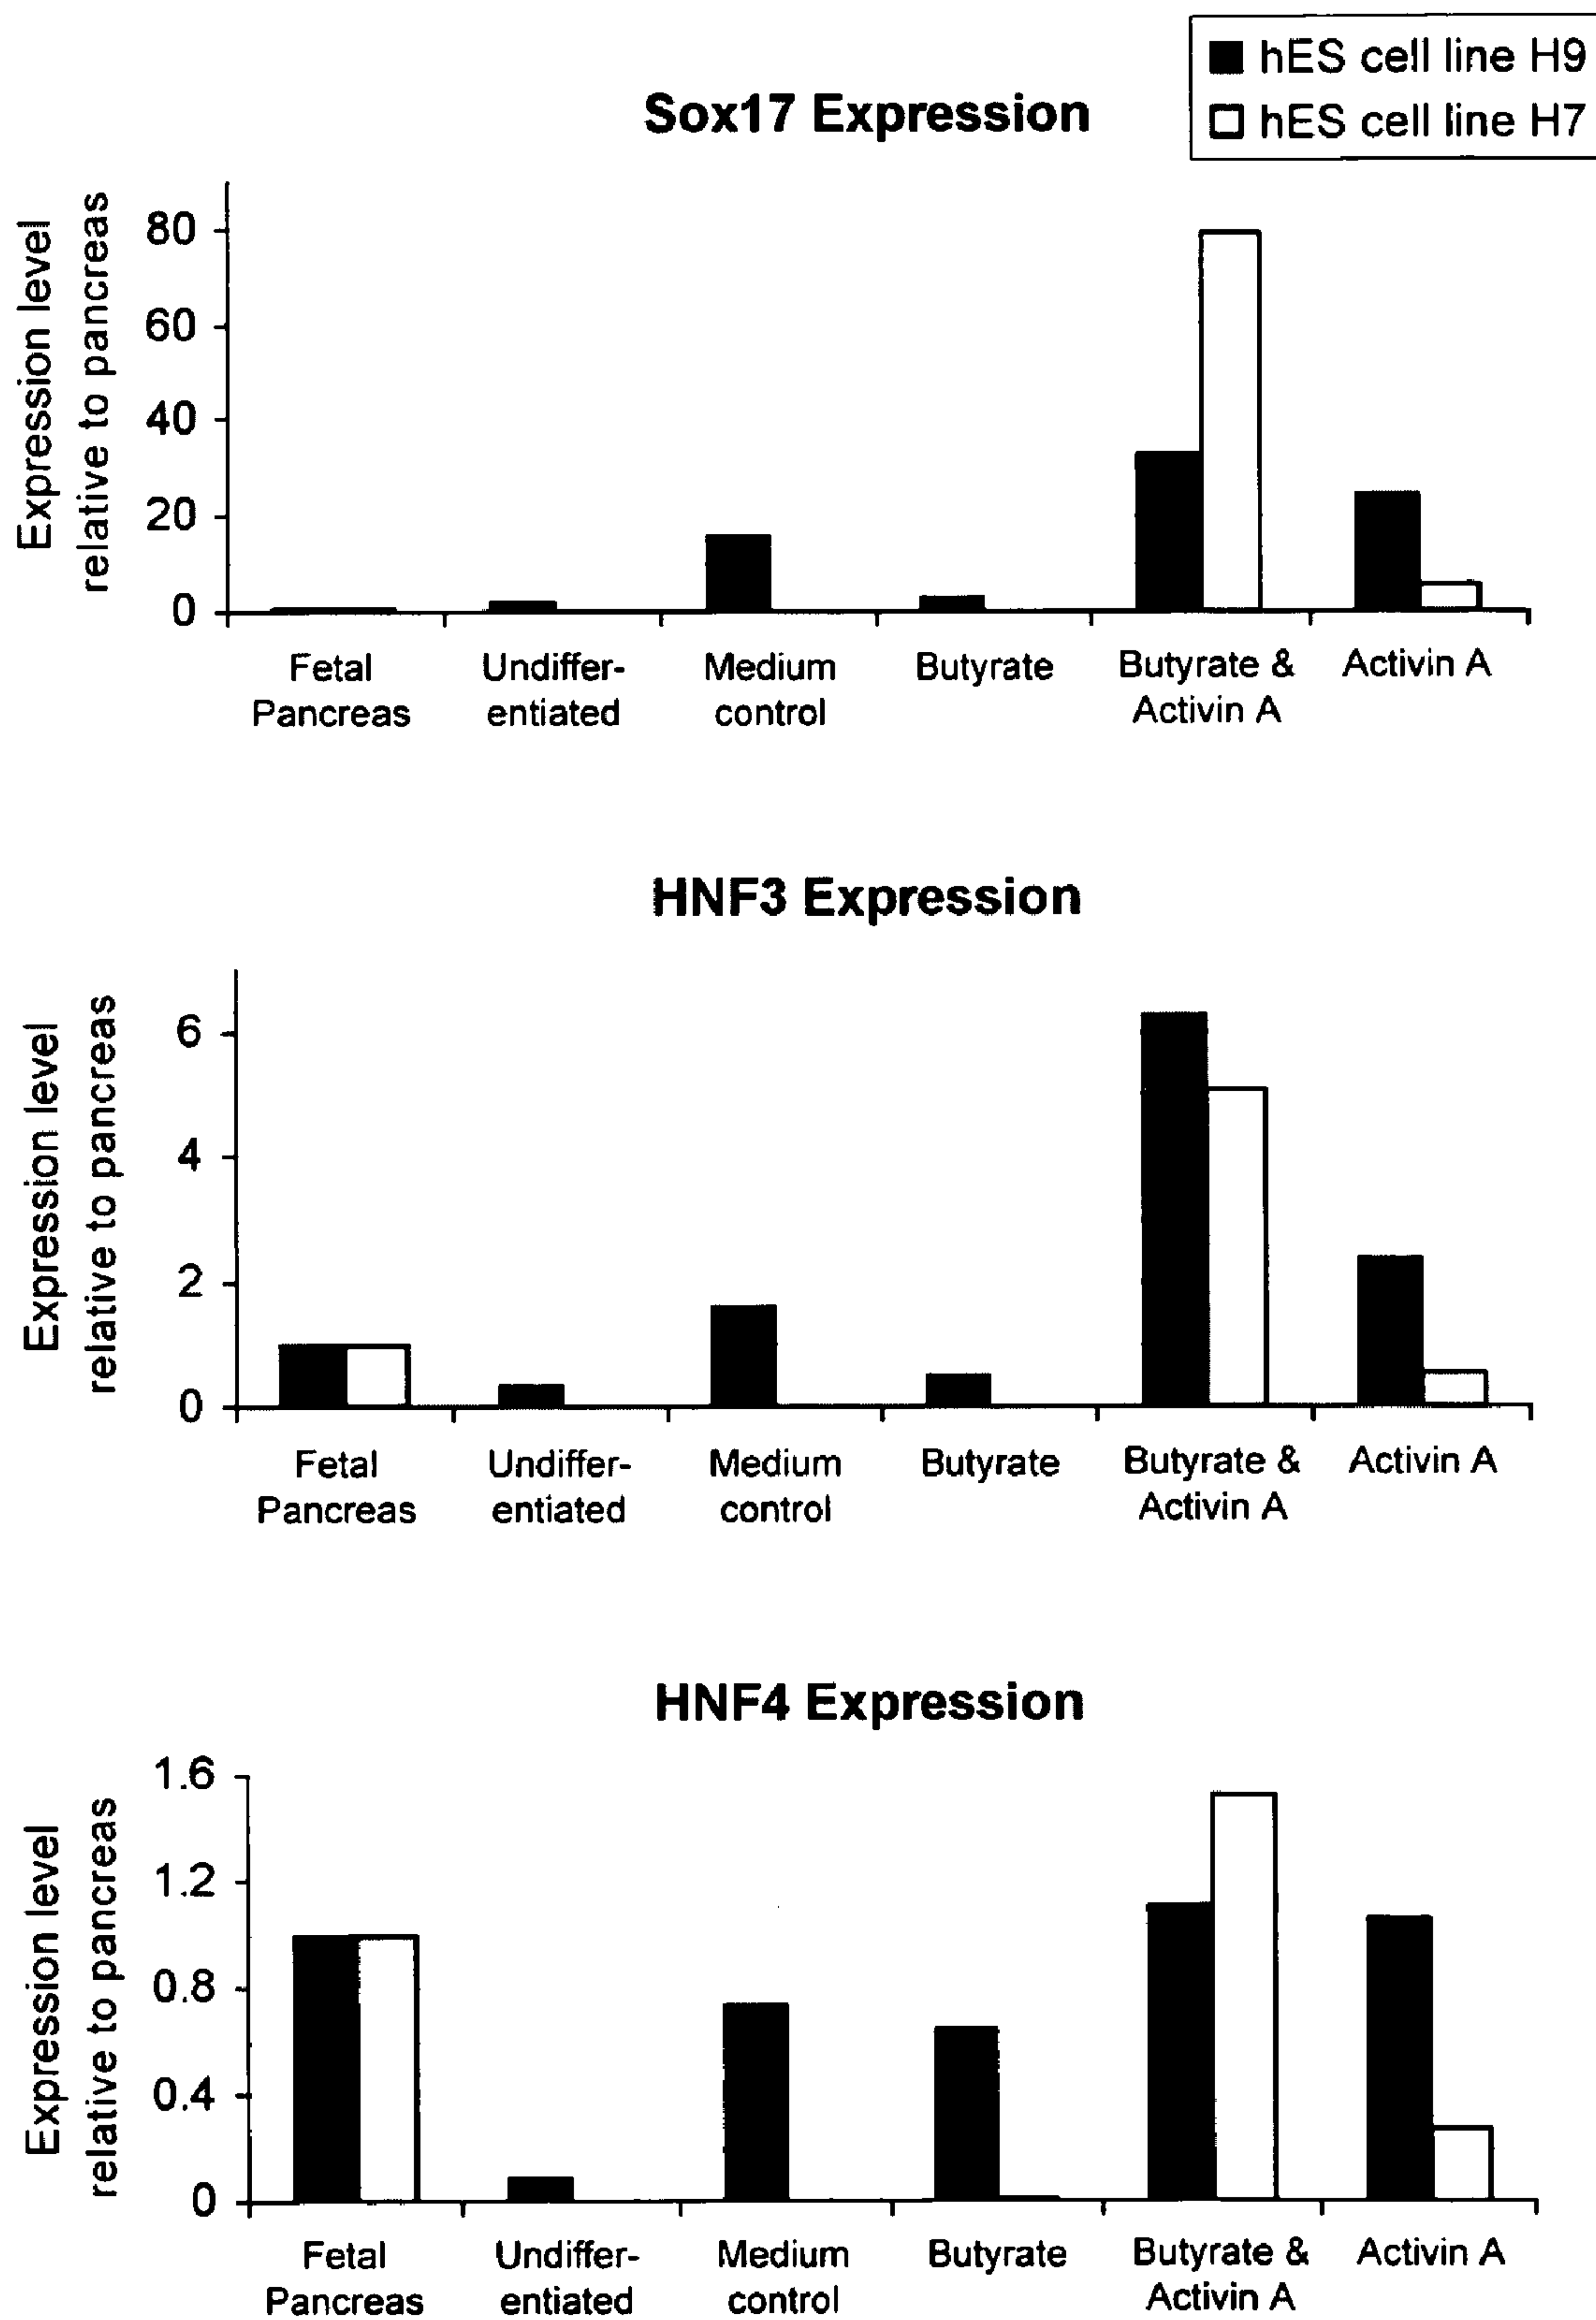 hES cell line H9
hES cell line H7
Sox17 Expression
Expression level
relative to pancreas
80
60
40
20
0
Fetal
Pancreas
Undiffer-
entiated
Medium
control
Butyrate
Butyrate &
Activin A
Activin A
HNF3 Expression
Expression level
relative to pancreas
6
4
2
0
Fetal
Pancreas
Undiffer-
entiated
Medium
control
Butyrate
Butyrate &
Activin A
Activin A
HNF4 Expression
Expression level
relative to pancreas
1.6
1.2
0.8
0.4
0
Fetal
Pancreas
Undiffer-
entiated
Medium
control
Butyrate
Butyrate &
Activin A
Activin A